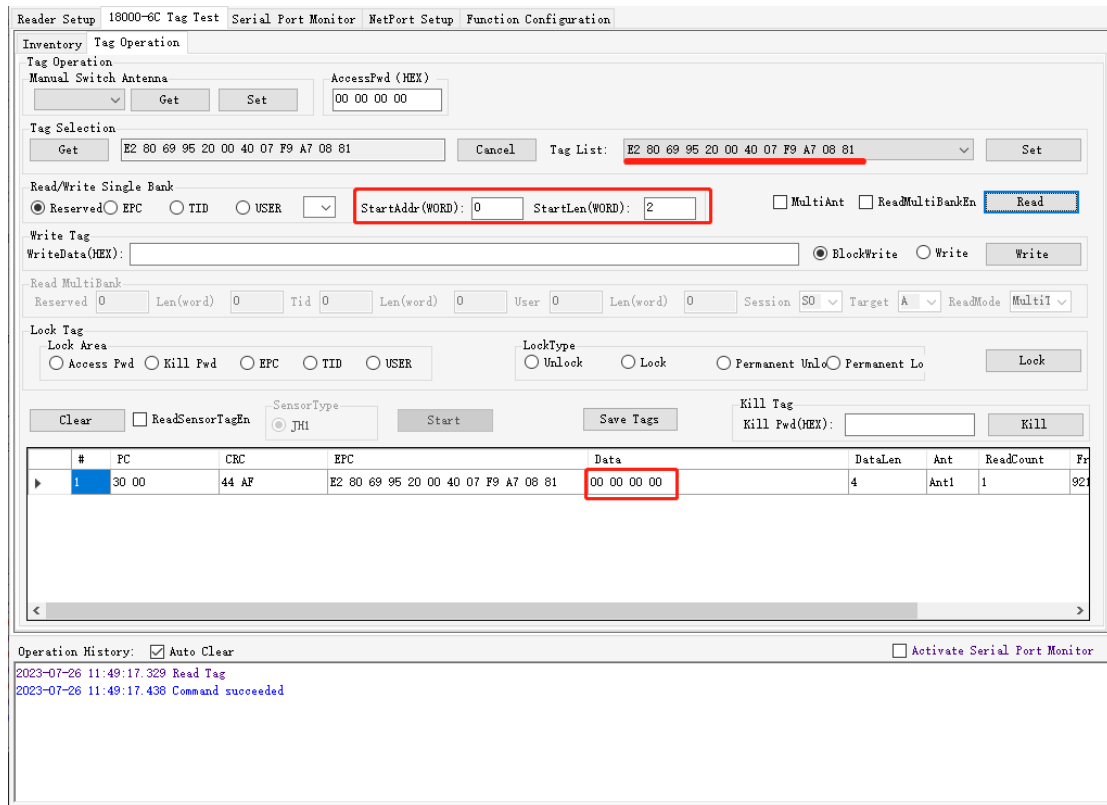 Reader Setup 18000-6C Tag Test Serial Port Monitor NetPort Setup Function Configuration
Inventory Tag Operation
Tag Operation
Manual Switch Antenna AccessPwd (HEX)
Get Set 00 00 00 00
Tag Selection
Get E2 80 69 95 20 00 40 07 F9 A7 08 81 Cancel Tag List: E2 80 69 95 20 00 40 07 F9 A7 08 81 Set
Read/Write Single Bank
Reserved EPC TID USER StartAddr(WORD): 0 StartLen(WORD): 2 MultiAnt ReadMultiBankEn Read
Write Tag
WriteData(HEX): BlockWrite Write Write
Read MultiBank
Reserved 0 Len(word) 0 Tid 0 Len(word) 0 User 0 Len(word) 0 Session S0 Target A ReadMode MultiT
Lock Tag
Lock Area LockType
Access Pwd Kill Pwd EPC TID USER Unlock Lock Permanent Unlo Permanent Lo Lock
SensorType Kill Tag
Clear ReadSensorTagEn JH1 Start Save Tags Kill Pwd(HEX): Kill
# PC CRC EPC Data DataLen Ant ReadCount Fr
1 30 00 44 AF E2 80 69 95 20 00 40 07 F9 A7 08 81 00 00 00 00 4 Ant1 1 921
Operation History: Auto Clear Activate Serial Port Monitor
2023-07-26 11:49:17.329 Read Tag
2023-07-26 11:49:17.438 Command succeeded